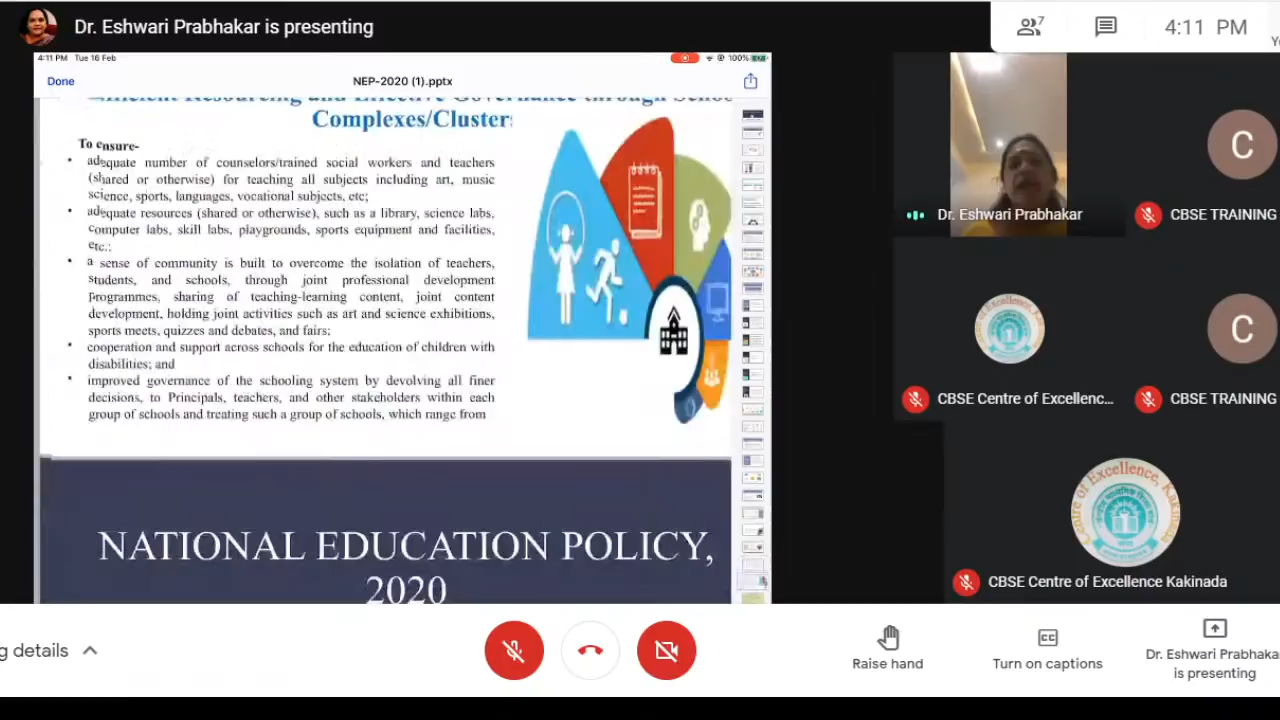 Dr. Eshwari Prabhakar is presenting
7
4:11 PM
4:11 PM Tue 16 Feb
100%
Done
NEP-2020 (1).pptx
Efficient Resourcing and Effective Governance through Schoo
Complexes/Cluster
To ensure-
• adequate number of counselors/trained social workers and teachers
(shared or otherwise) for teaching all subjects including art, music
science, sports, languages, vocational subjects, etc;
• adequate resources (shared or otherwise, such as a library, science labs,
computer labs, skill labs, playgrounds, sports equipment and facilities,
etc.;
• a sense of community is built to overcome the isolation of teachers,
students, and schools, through joint professional development
Programmes, sharing of teaching-learning content, joint content
development, holding joint activities such as art and science exhibitions,
sports meets, quizzes and debates, and fairs;
• cooperation and support across schools for the education of children with
disabilities; and
• improved governance of the schooling system by devolving all finer
decisions, to Principals, teachers, and other stakeholders within each
group of schools and treating such a group of schools, which range from
NATIONAL EDUCATION POLICY,
2020
Dr. Eshwari Prabhakar
C
CBSE TRAINING
CBSE Centre of Excellenc...
C
CBSE TRAINING
CBSE Centre of Excellence Kakinada
g details
Raise hand
Turn on captions
Dr. Eshwari Prabhaka
is presenting